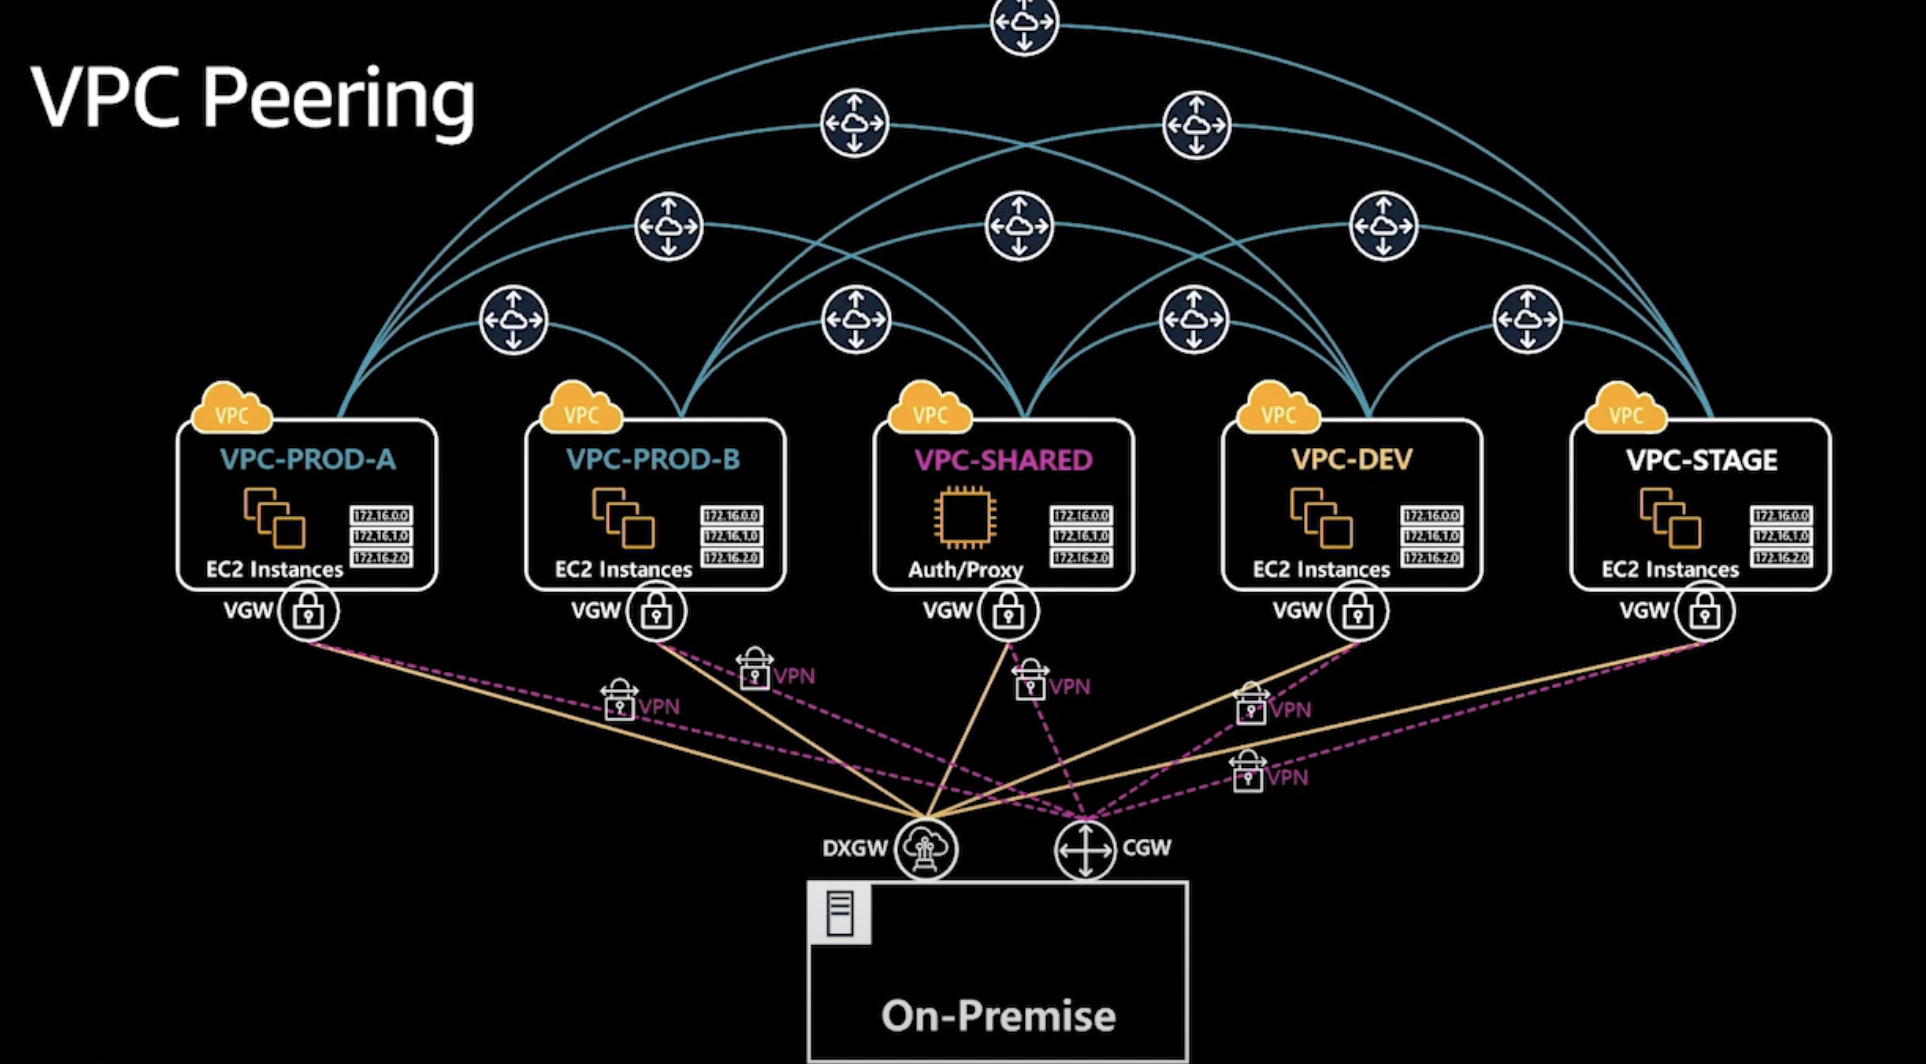 VPC Peering
VPC
VPC
VPC
VPC
VPC
VPC-PROD-A
VPC-PROD-B
VPC-SHARED
VPC-DEV
VPC-STAGE
172.16.0.0
172.16.1.0
172.16.2.0
172.16.0.0
172.16.1.0
172.16.2.0
172.16.0.0
172.16.1.0
172.16.2.0
172.16.0.0
172.16.1.0
172.16.2.0
172.16.0.0
172.16.1.0
172.16.2.0
EC2 Instances
EC2 Instances
Auth/Proxy
EC2 Instances
EC2 Instances
VGW
VGW
VGW
VGW
VGW
VPN
VPN
VPN
VPN
VPN
DXGW
CGW
On-Premise